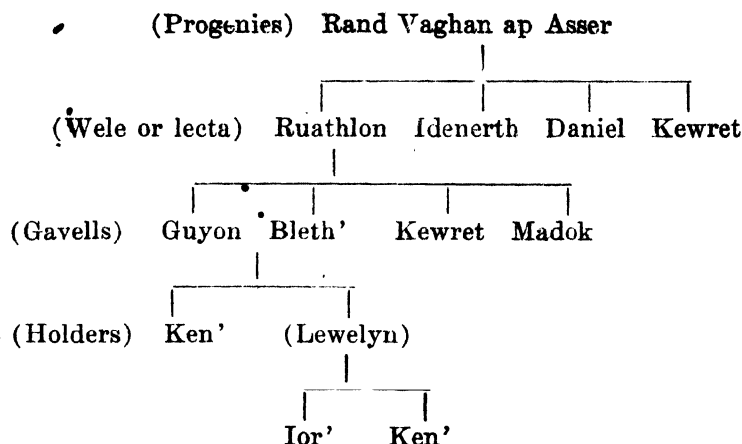 (Progenies) Rand Vaghan ap Asser
(Wele or lecta) Ruathlon Idenerth Daniel Kewret
(Gavells) Guyon Bleth' Kewret Madok
(Holders) Ken' (Lewelyn)
Ior' Ken'